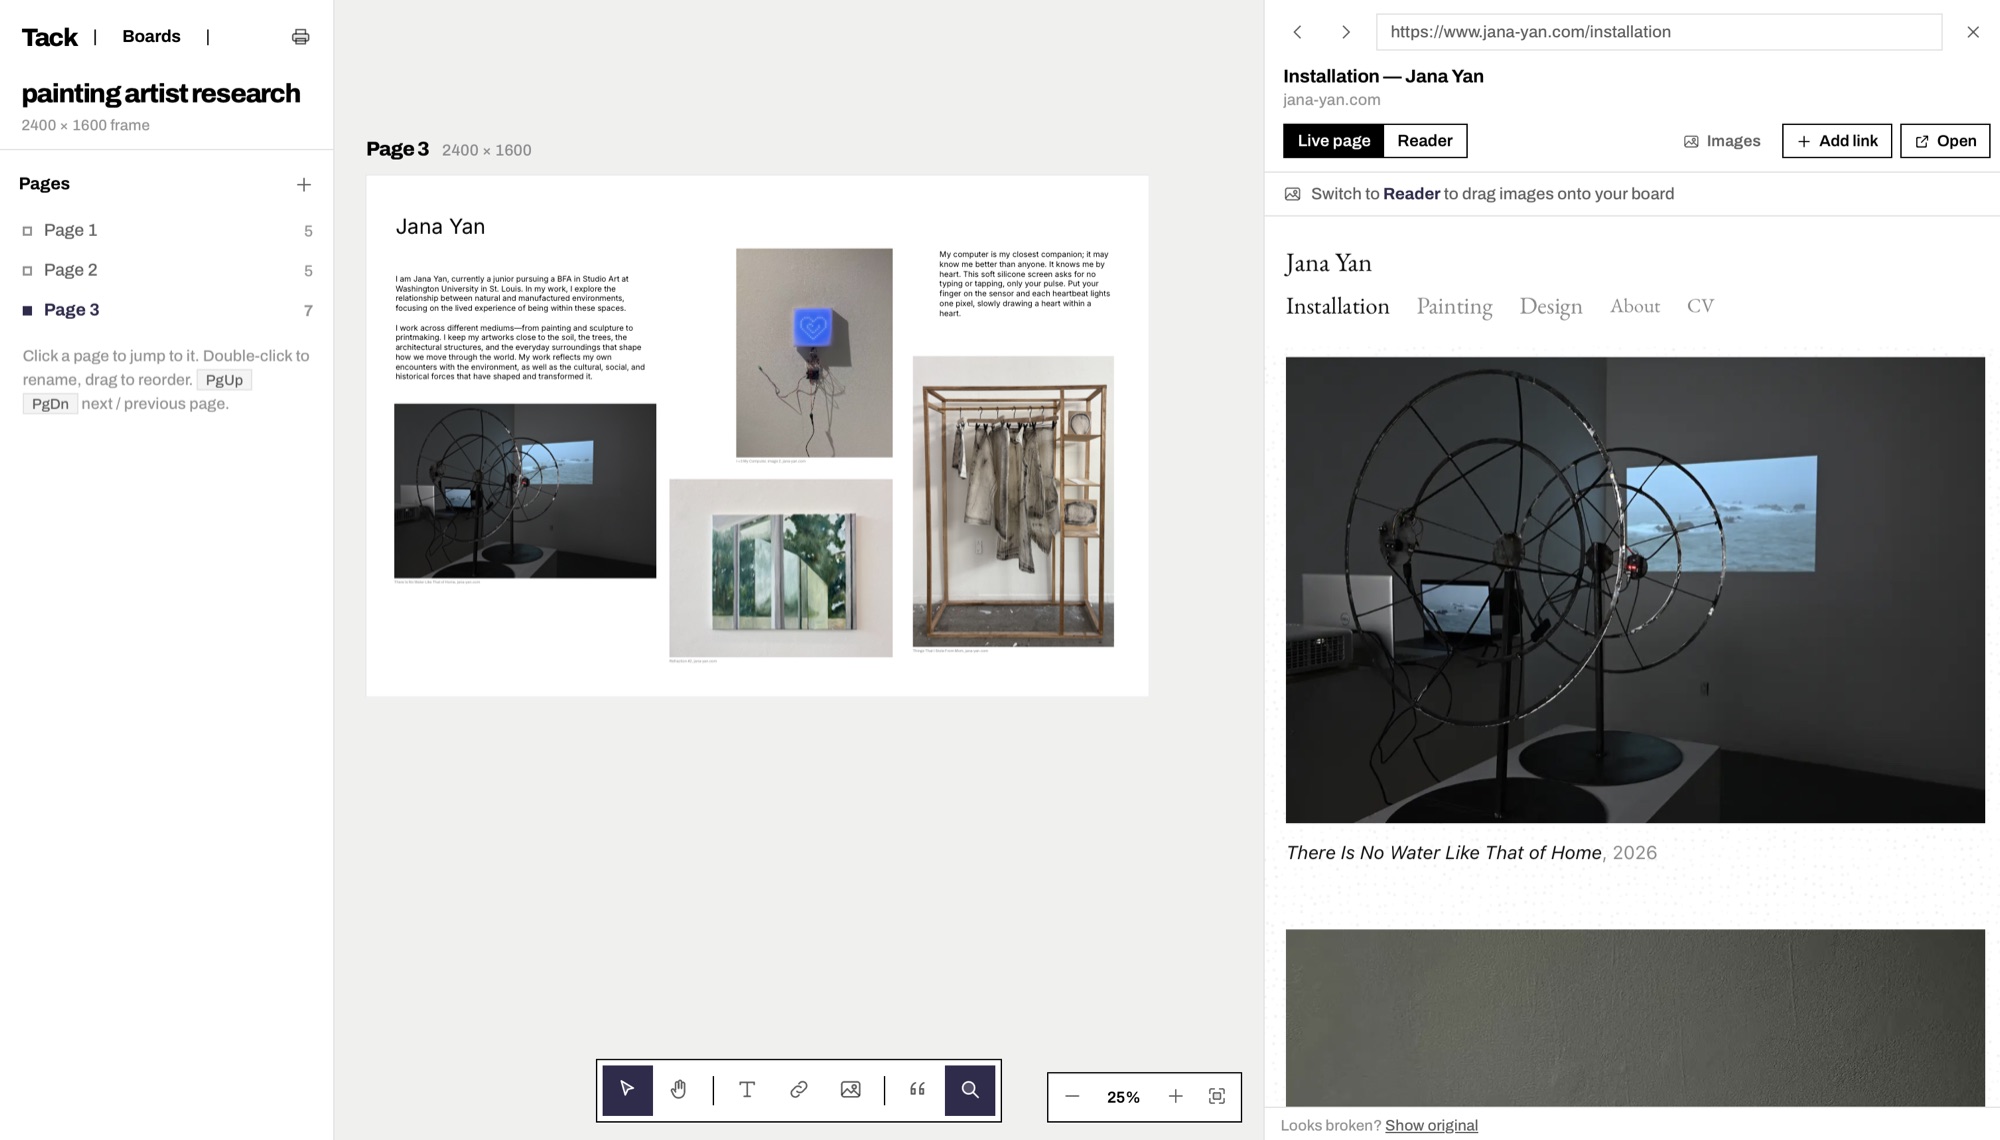 Tack | Boards |
painting artist research
2400 × 1600 frame
Pages
Page 1 5
Page 2 5
Page 3 7
Click a page to jump to it. Double-click to
rename, drag to reorder. PgUp
PgDn next / previous page.
Page 3 2400 × 1600
Jana Yan
I am Jana Yan, currently a junior pursuing a BFA in Studio Art at
Washington University in St. Louis. In my work, I explore the
relationship between natural and manufactured environments,
focusing on the lived experience of being within these spaces.
I work across different mediums—from painting and sculpture to
printmaking. I keep my artworks close to the soil, the trees, the
architectural structures, and the everyday surroundings that shape
how we move through the world. My work reflects my own
encounters with the environment, as well as the cultural, social, and
historical forces that have shaped and transformed it.
My computer is my closest companion; it may
know me better than anyone. It knows me by
heart. This soft silicone screen asks for no
typing or tapping, only your pulse. Put your
finger on the sensor and each heartbeat lights
one pixel, slowly drawing a heart within a
heart.
There Is No Water Like That of Home, jana-yan.com
25%
https://www.jana-yan.com/installation
Installation — Jana Yan
jana-yan.com
Live page Reader Images Add link Open
Switch to Reader to drag images onto your board
Jana Yan
Installation Painting Design About CV
There Is No Water Like That of Home, 2026
Looks broken? Show original